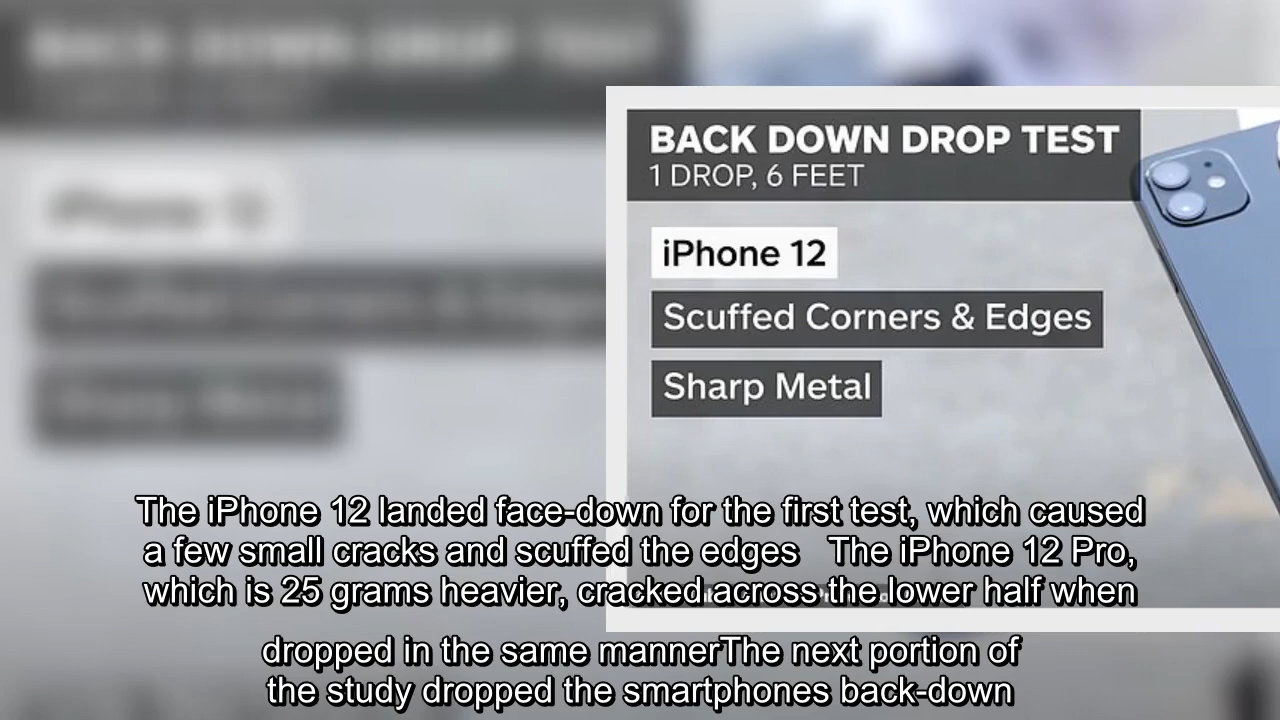 BACK DOWN DROP TEST
1 DROP, 6 FEET
iPhone 12
Scuffed Corners & Edges
Sharp Metal
The iPhone 12 landed face-down for the first test, which caused
a few small cracks and scuffed the edges   The iPhone 12 Pro,
which is 25 grams heavier, cracked across the lower half when
dropped in the same mannerThe next portion of
the study dropped the smartphones back-down